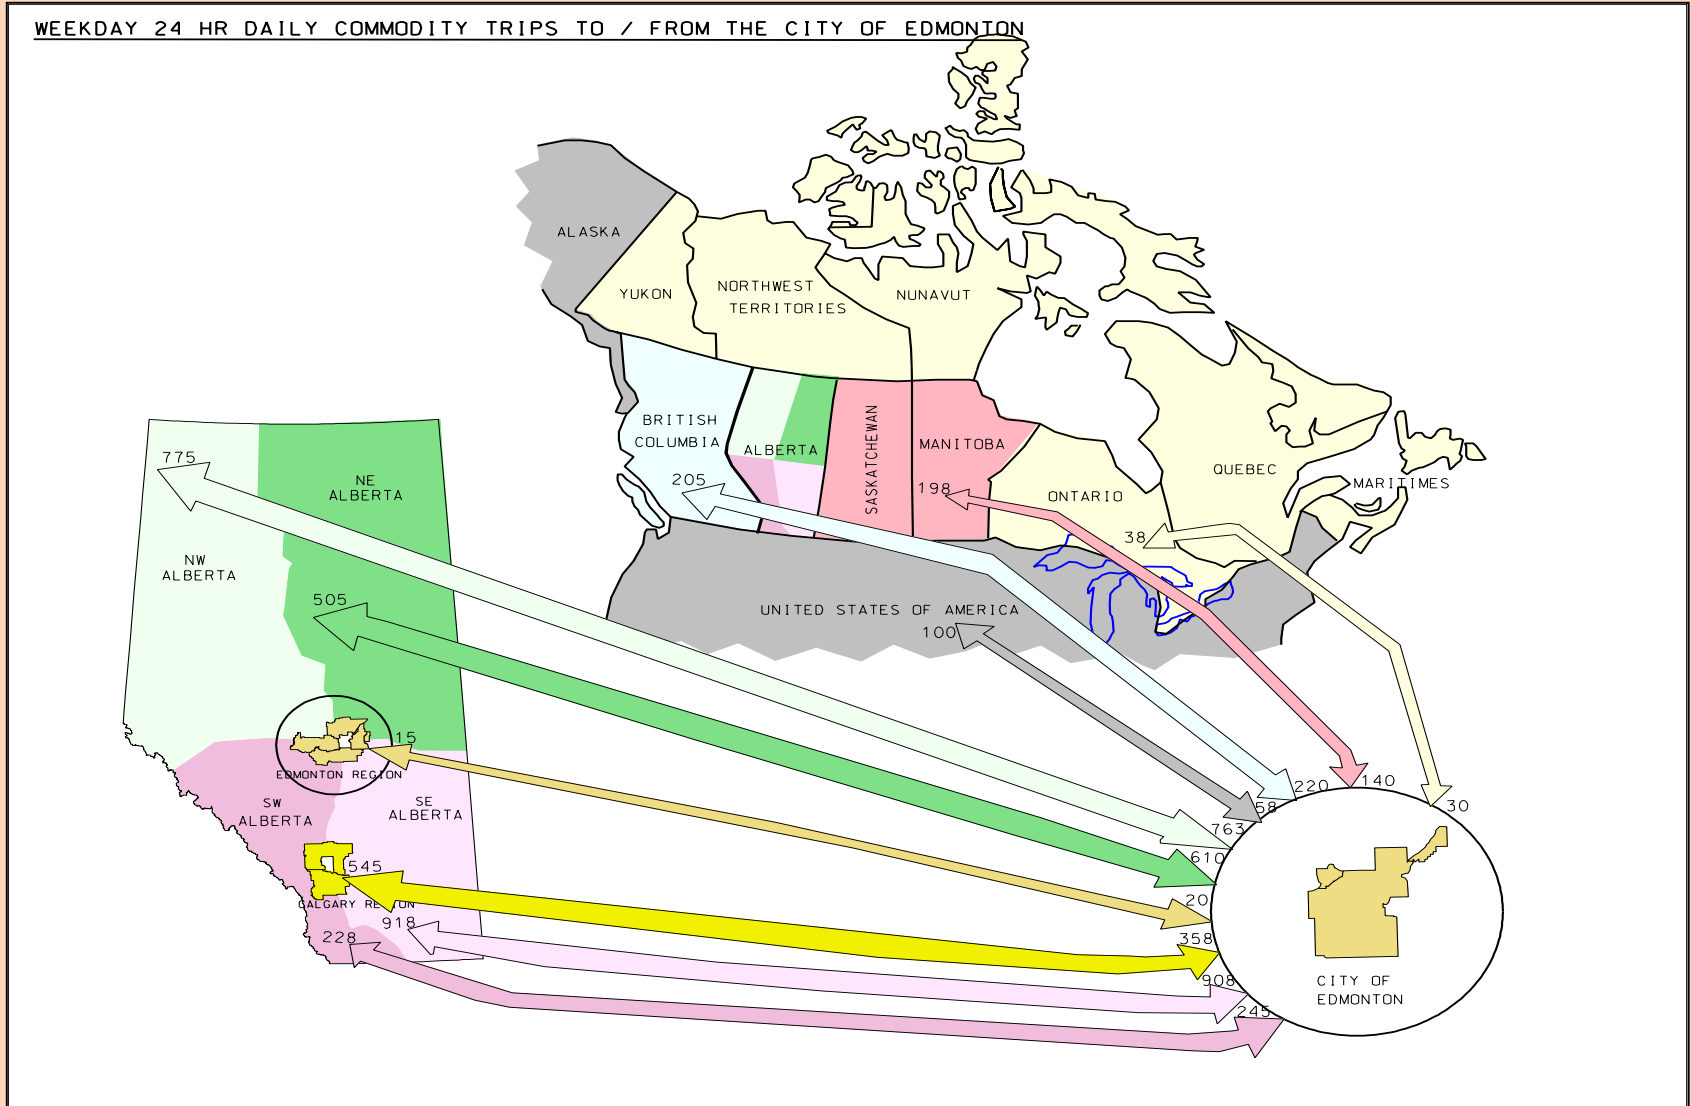 WEEKDAY 24 HR DAILY COMMODITY TRIPS TO / FROM THE CITY OF EDMONTON
ALASKA
YUKON
NORTHWEST
TERRITORIES
NUNAVUT
BRITISH
COLUMBIA
ALBERTA
SASKATCHEWAN
MANITOBA
ONTARIO
QUEBEC
MARITIMES
205
198
38
UNITED STATES OF AMERICA
100
775
NE
ALBERTA
NW
ALBERTA
505
15
EDMONTON REGION
SW
ALBERTA
SE
ALBERTA
545
CALGARY REGION
918
228
220
140
30
58
763
610
20
358
908
245
CITY OF
EDMONTON